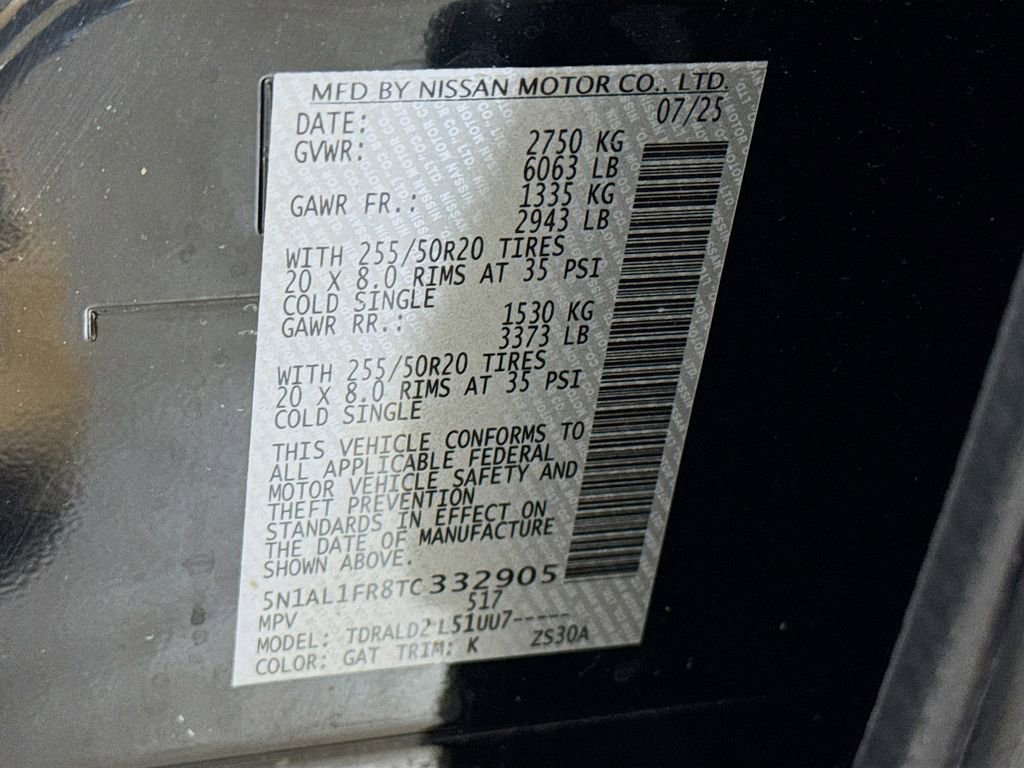 MFD BY NISSAN MOTOR CO., LTD.
DATE: 07/25
GVWR: 2750 KG
6063 LB
GAWR FR.: 1335 KG
2943 LB
WITH 255/50R20 TIRES
20 X 8.0 RIMS AT 35 PSI
COLD SINGLE
GAWR RR.: 1530 KG
3373 LB
WITH 255/50R20 TIRES
20 X 8.0 RIMS AT 35 PSI
COLD SINGLE
THIS VEHICLE CONFORMS TO
ALL APPLICABLE FEDERAL
MOTOR VEHICLE SAFETY AND
THEFT PREVENTION
STANDARDS IN EFFECT ON
THE DATE OF MANUFACTURE
SHOWN ABOVE.
5N1AL1FR8TC332905
MPV 517
MODEL: TDRALD2 L51UU7-----
COLOR: GAT TRIM: K ZS30A